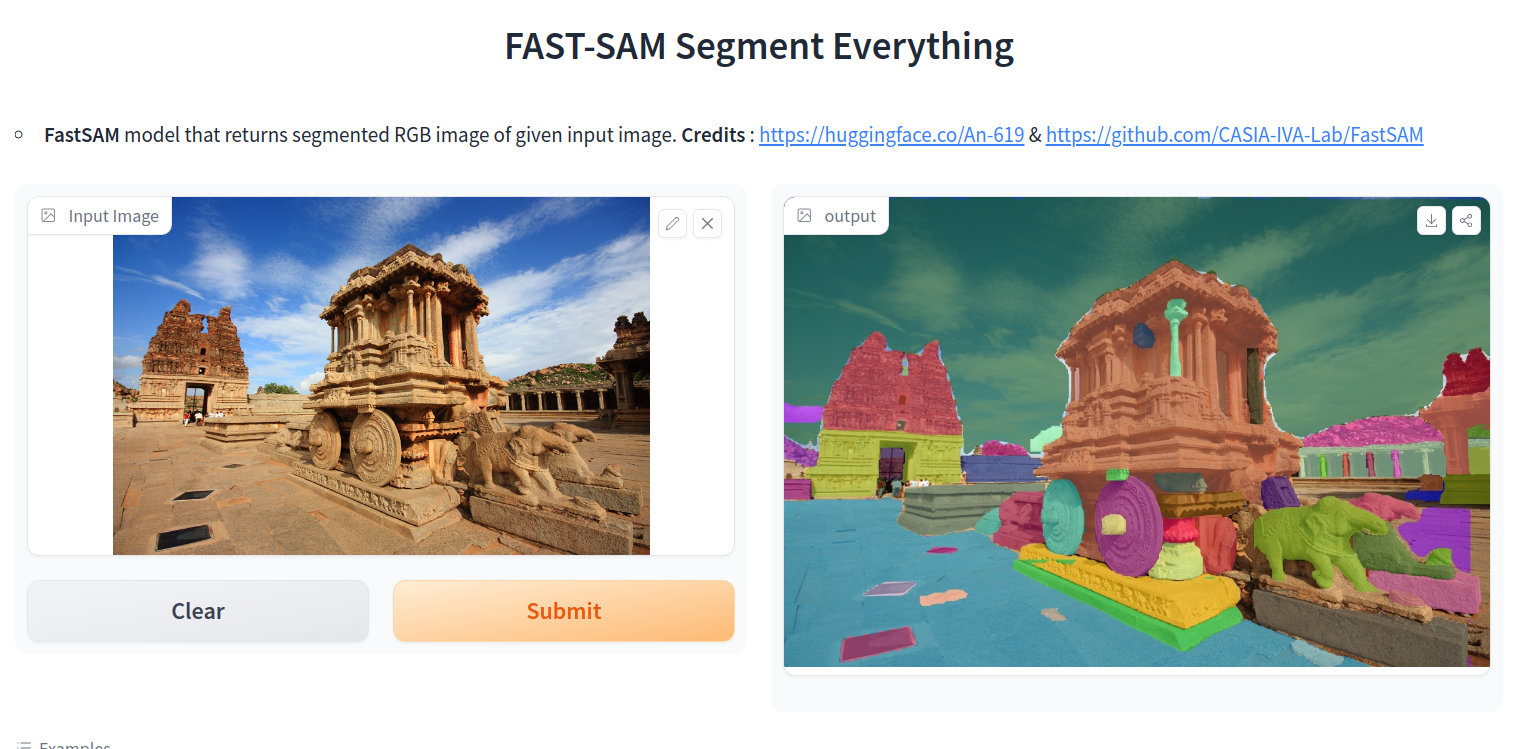 FAST-SAM Segment Everything
FastSAM model that returns segmented RGB image of given input image. Credits : https://huggingface.co/An-619 & https://github.com/CASIA-IVA-Lab/FastSAM
Input Image
output
Clear
Submit
Examples